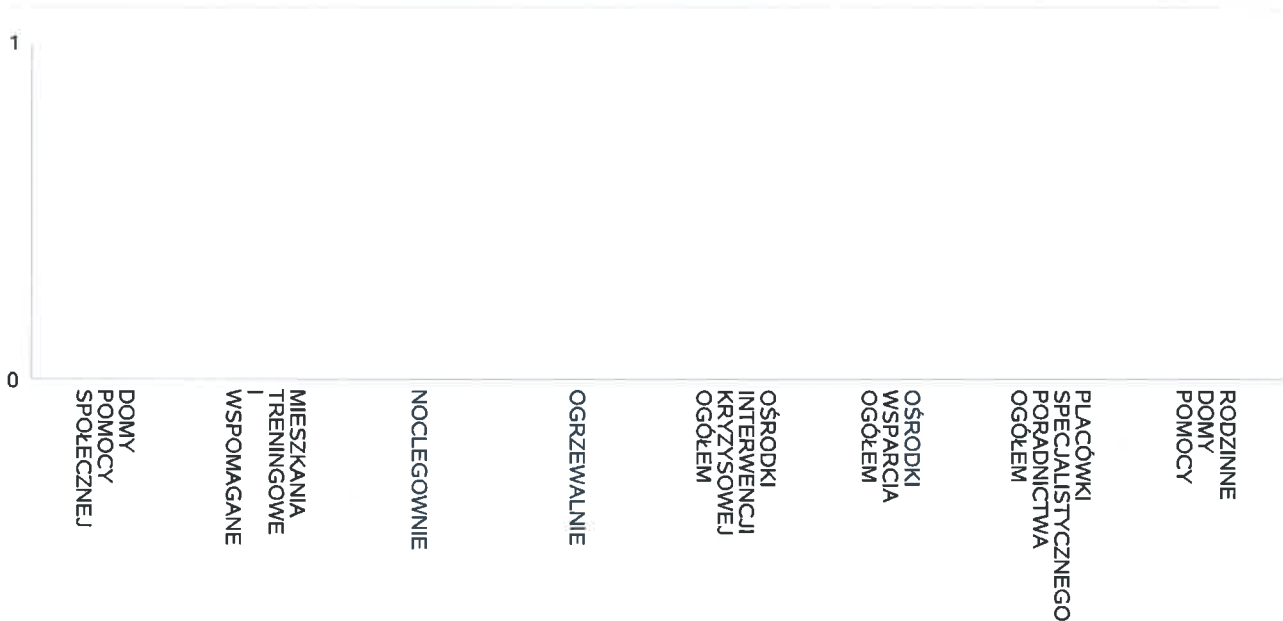 1
0
DOMY
POMOCY
SPOŁECZNEJ
MIESZKANIA
TRENINGOWE
I
WSPOMAGANE
NOCLEGOWNIE
OGRZEWALNIE
OŚRODKI
INTERWENCJI
KRYZYSOWEJ
OGÓŁEM
OŚRODKI
WSPARCIA
OGÓŁEM
PLACÓWKI
SPECJALISTYCZNEGO
PORADNICTWA
OGÓŁEM
RODZINNE
DOMY
POMOCY